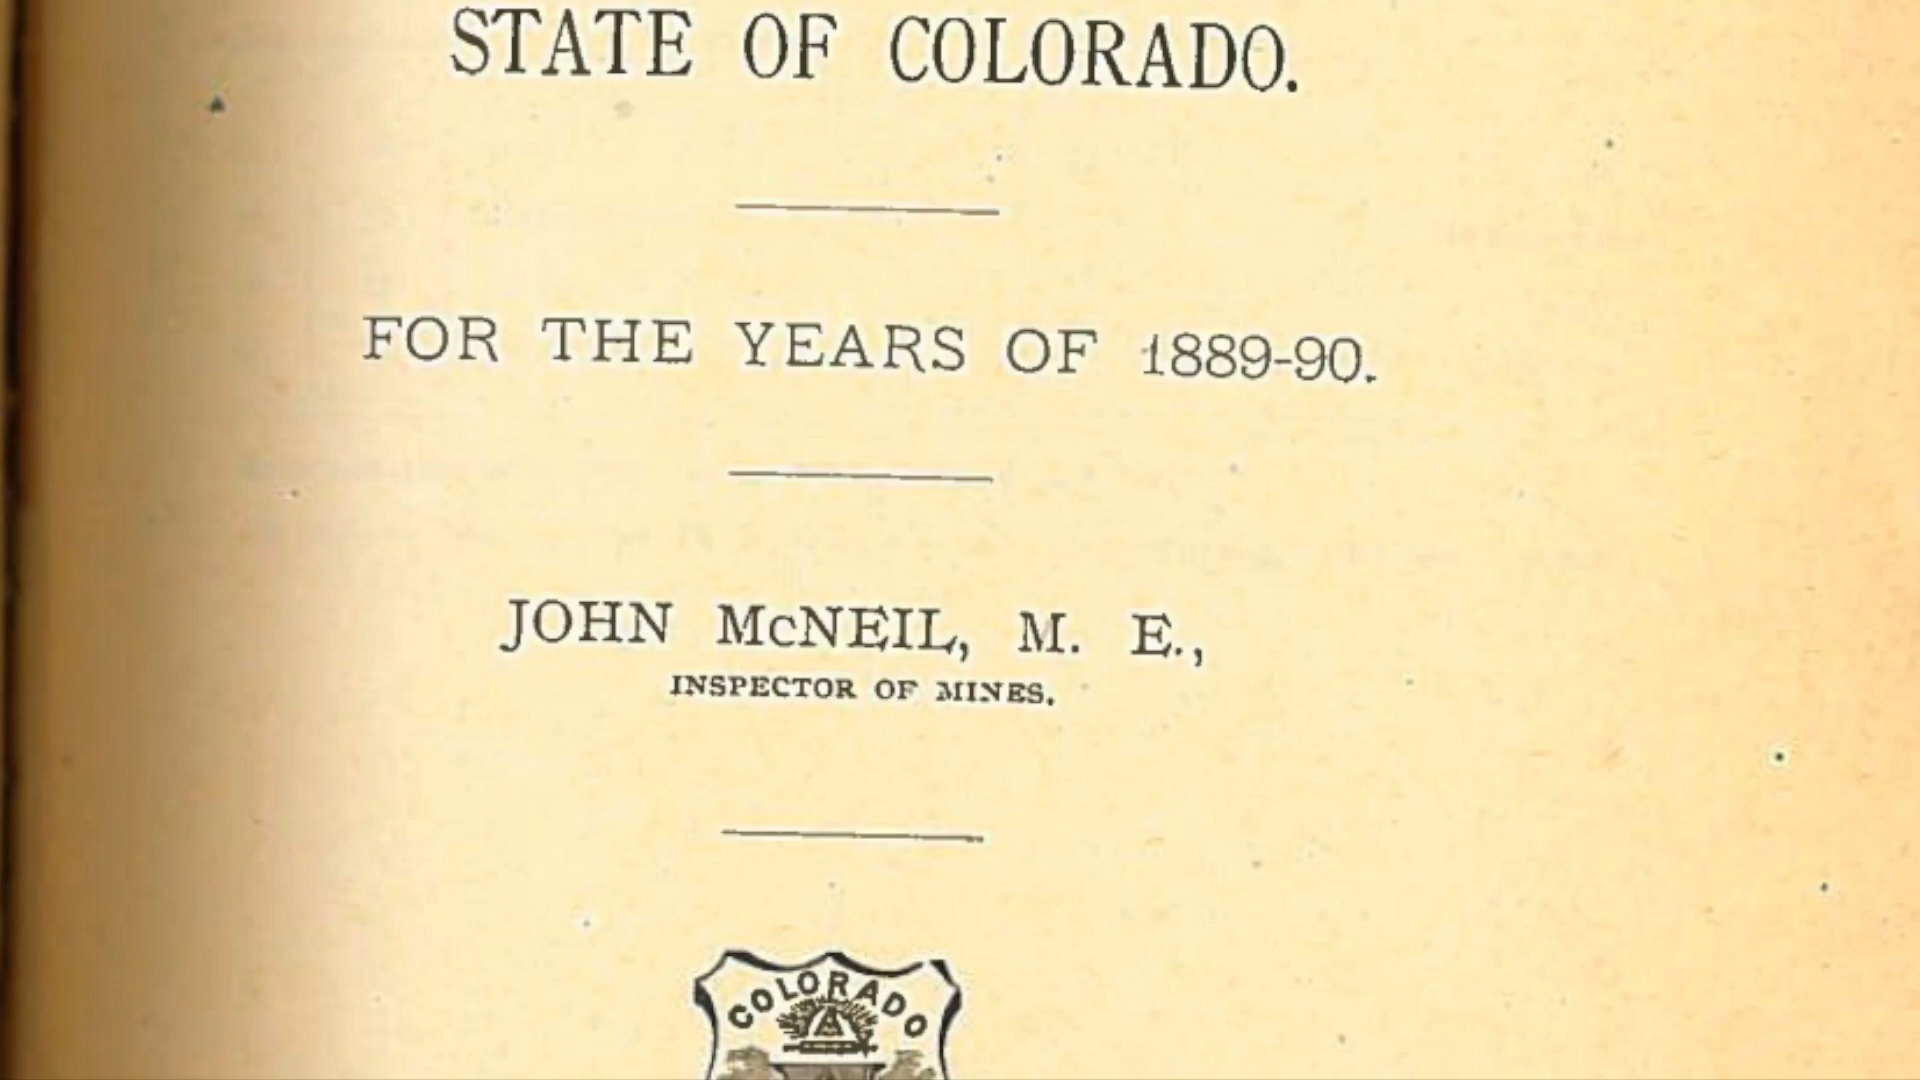 STATE OF COLORADO.
FOR THE YEARS OF 1889-90.
JOHN McNEIL, M. E.,
INSPECTOR OF MINES.
COLORADO